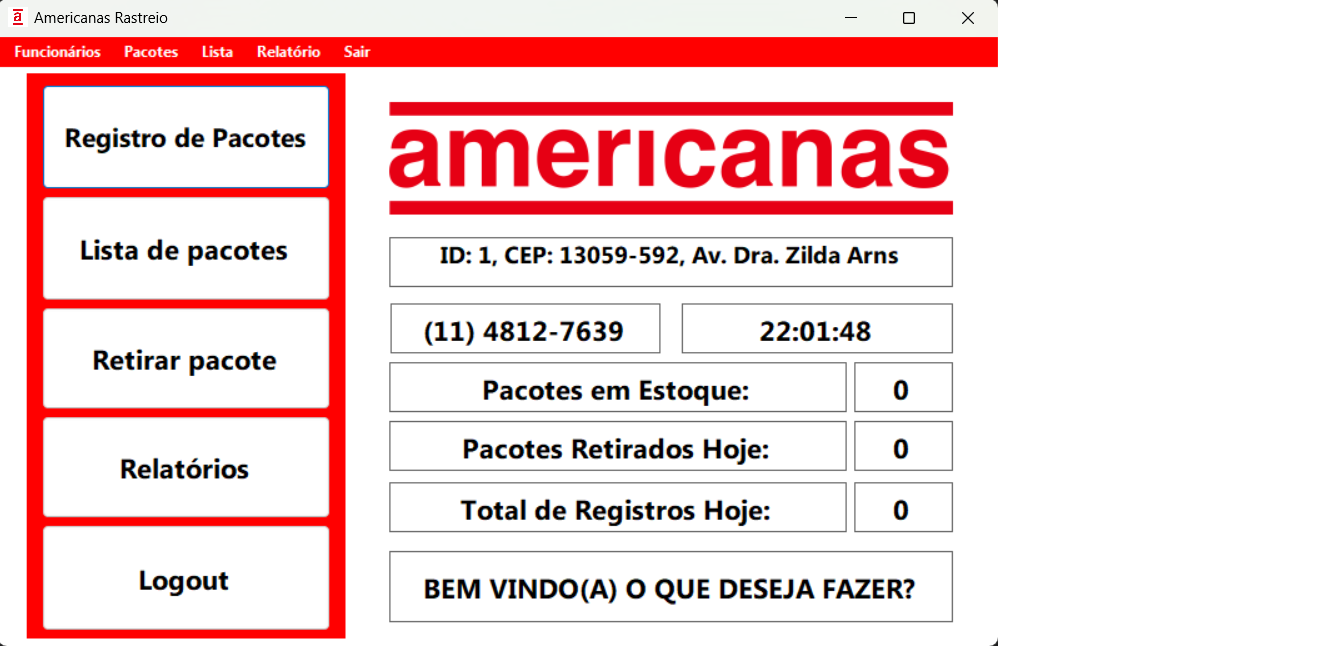 Americanas Rastreio
Funcionários Pacotes Lista Relatório Sair
Registro de Pacotes
Lista de pacotes
Retirar pacote
Relatórios
Logout
americanas
ID: 1, CEP: 13059-592, Av. Dra. Zilda Arns
(11) 4812-7639
22:01:48
Pacotes em Estoque: 0
Pacotes Retirados Hoje: 0
Total de Registros Hoje: 0
BEM VINDO(A) O QUE DESEJA FAZER?